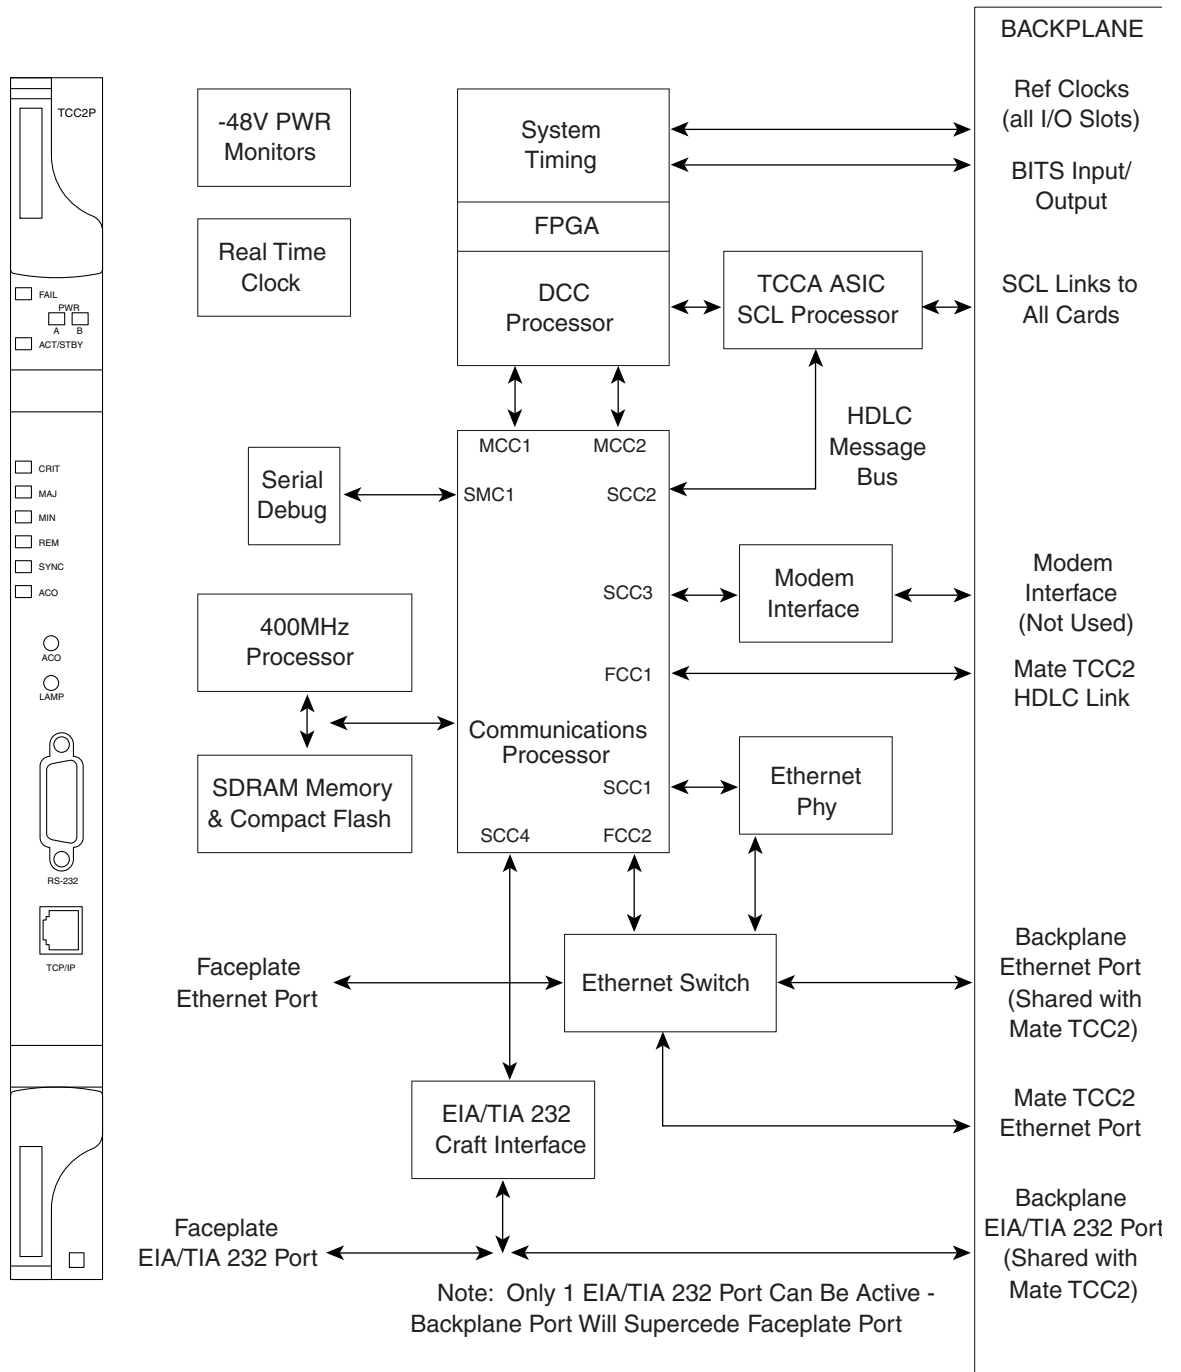 BACKPLANE
TCC2P
FAIL
PWR
A B
ACT/STBY
CRIT
MAJ
MIN
REM
SYNC
ACO
ACO
LAMP
RS-232
TCP/IP
-48V PWR
Monitors
Real Time
Clock
System
Timing
FPGA
DCC
Processor
TCCA ASIC
SCL Processor
Ref Clocks
(all I/O Slots)
BITS Input/
Output
SCL Links to
All Cards
HDLC
Message
Bus
Serial
Debug
MCC1
MCC2
SMC1
SCC2
SCC3
FCC1
Communications
Processor
SCC1
SCC4
FCC2
400MHz
Processor
SDRAM Memory
& Compact Flash
Modem
Interface
Modem
Interface
(Not Used)
Mate TCC2
HDLC Link
Ethernet
Phy
Faceplate
Ethernet Port
Ethernet Switch
Backplane
Ethernet Port
(Shared with
Mate TCC2)
EIA/TIA 232
Craft Interface
Mate TCC2
Ethernet Port
Faceplate
EIA/TIA 232 Port
Backplane
EIA/TIA 232 Port
(Shared with
Mate TCC2)
Note: Only 1 EIA/TIA 232 Port Can Be Active -
Backplane Port Will Supercede Faceplate Port